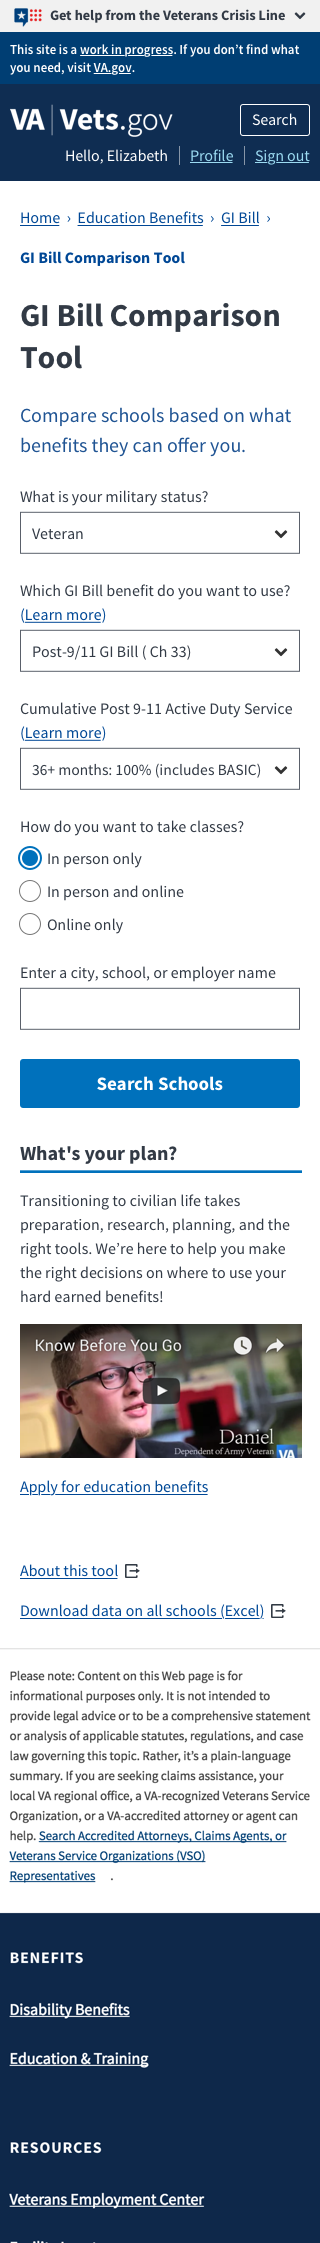 Get help from the Veterans Crisis Line
This site is a work in progress. If you don’t find what
you need, visit VA.gov.
VA | Vets.gov
Search
Hello, Elizabeth
Profile
Sign out
Home › Education Benefits › GI Bill ›
GI Bill Comparison Tool
GI Bill Comparison
Tool
Compare schools based on what
benefits they can offer you.
What is your military status?
Veteran
Which GI Bill benefit do you want to use?
(Learn more)
Post-9/11 GI Bill ( Ch 33)
Cumulative Post 9-11 Active Duty Service
(Learn more)
36+ months: 100% (includes BASIC)
How do you want to take classes?
In person only
In person and online
Online only
Enter a city, school, or employer name
Search Schools
What's your plan?
Transitioning to civilian life takes
preparation, research, planning, and the
right tools. We’re here to help you make
the right decisions on where to use your
hard earned benefits!
Know Before You Go
Daniel
Dependent of Army Veteran
VA
Apply for education benefits
About this tool
Download data on all schools (Excel)
Please note: Content on this Web page is for
informational purposes only. It is not intended to
provide legal advice or to be a comprehensive statement
or analysis of applicable statutes, regulations, and case
law governing this topic. Rather, it’s a plain-language
summary. If you are seeking claims assistance, your
local VA regional office, a VA-recognized Veterans Service
Organization, or a VA-accredited attorney or agent can
help. Search Accredited Attorneys, Claims Agents, or
Veterans Service Organizations (VSO)
Representatives .
BENEFITS
Disability Benefits
Education & Training
RESOURCES
Veterans Employment Center